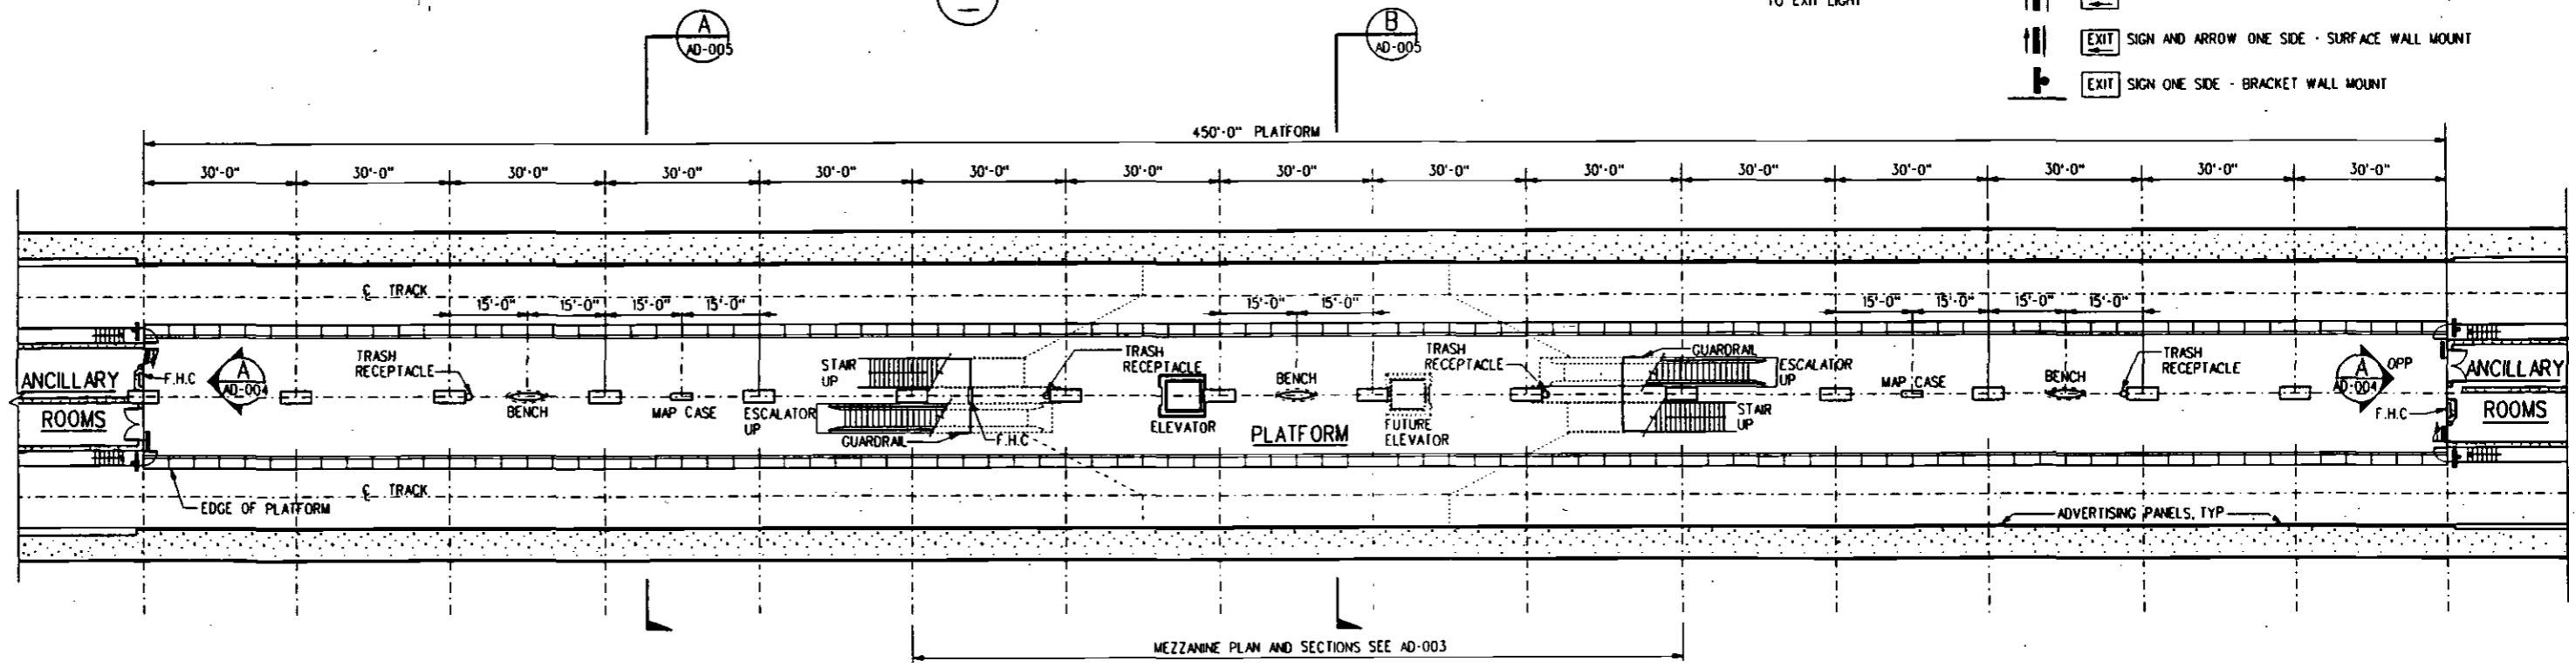 TO EXIT LIGHT
A
AD-005
B
AD-005
EXIT SIGN AND ARROW ONE SIDE - SURFACE WALL MOUNT
EXIT SIGN ONE SIDE - BRACKET WALL MOUNT
450'-0" PLATFORM
30'-0" 30'-0" 30'-0" 30'-0" 30'-0" 30'-0" 30'-0" 30'-0" 30'-0" 30'-0" 30'-0" 30'-0" 30'-0" 30'-0" 30'-0"
℄ TRACK
15'-0" 15'-0" 15'-0" 15'-0" 15'-0" 15'-0" 15'-0" 15'-0" 15'-0" 15'-0"
ANCILLARY
ROOMS
F.H.C
A
AD-004
TRASH
RECEPTACLE
BENCH
MAP CASE
ESCALATOR
UP
STAIR
UP
GUARDRAIL
F.H.C
TRASH
RECEPTACLE
ELEVATOR
BENCH
PLATFORM
FUTURE
ELEVATOR
TRASH
RECEPTACLE
GUARDRAIL
ESCALATOR
UP
STAIR
UP
MAP CASE
BENCH
TRASH
RECEPTACLE
A
AD-004
OPP
F.H.C
ANCILLARY
ROOMS
EDGE OF PLATFORM
℄ TRACK
ADVERTISING PANELS, TYP
MEZZANINE PLAN AND SECTIONS SEE AD-003